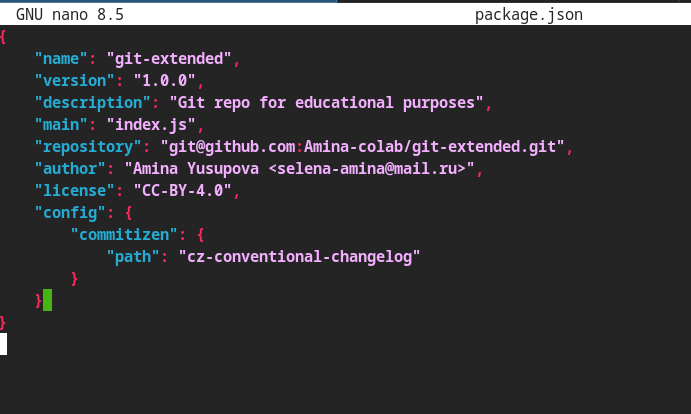 GNU nano 8.5 package.json
{
    "name": "git-extended",
    "version": "1.0.0",
    "description": "Git repo for educational purposes",
    "main": "index.js",
    "repository": "git@github.com:Amina-colab/git-extended.git",
    "author": "Amina Yusupova <selena-amina@mail.ru>",
    "license": "CC-BY-4.0",
    "config": {
        "commitizen": {
            "path": "cz-conventional-changelog"
        }
    }
}